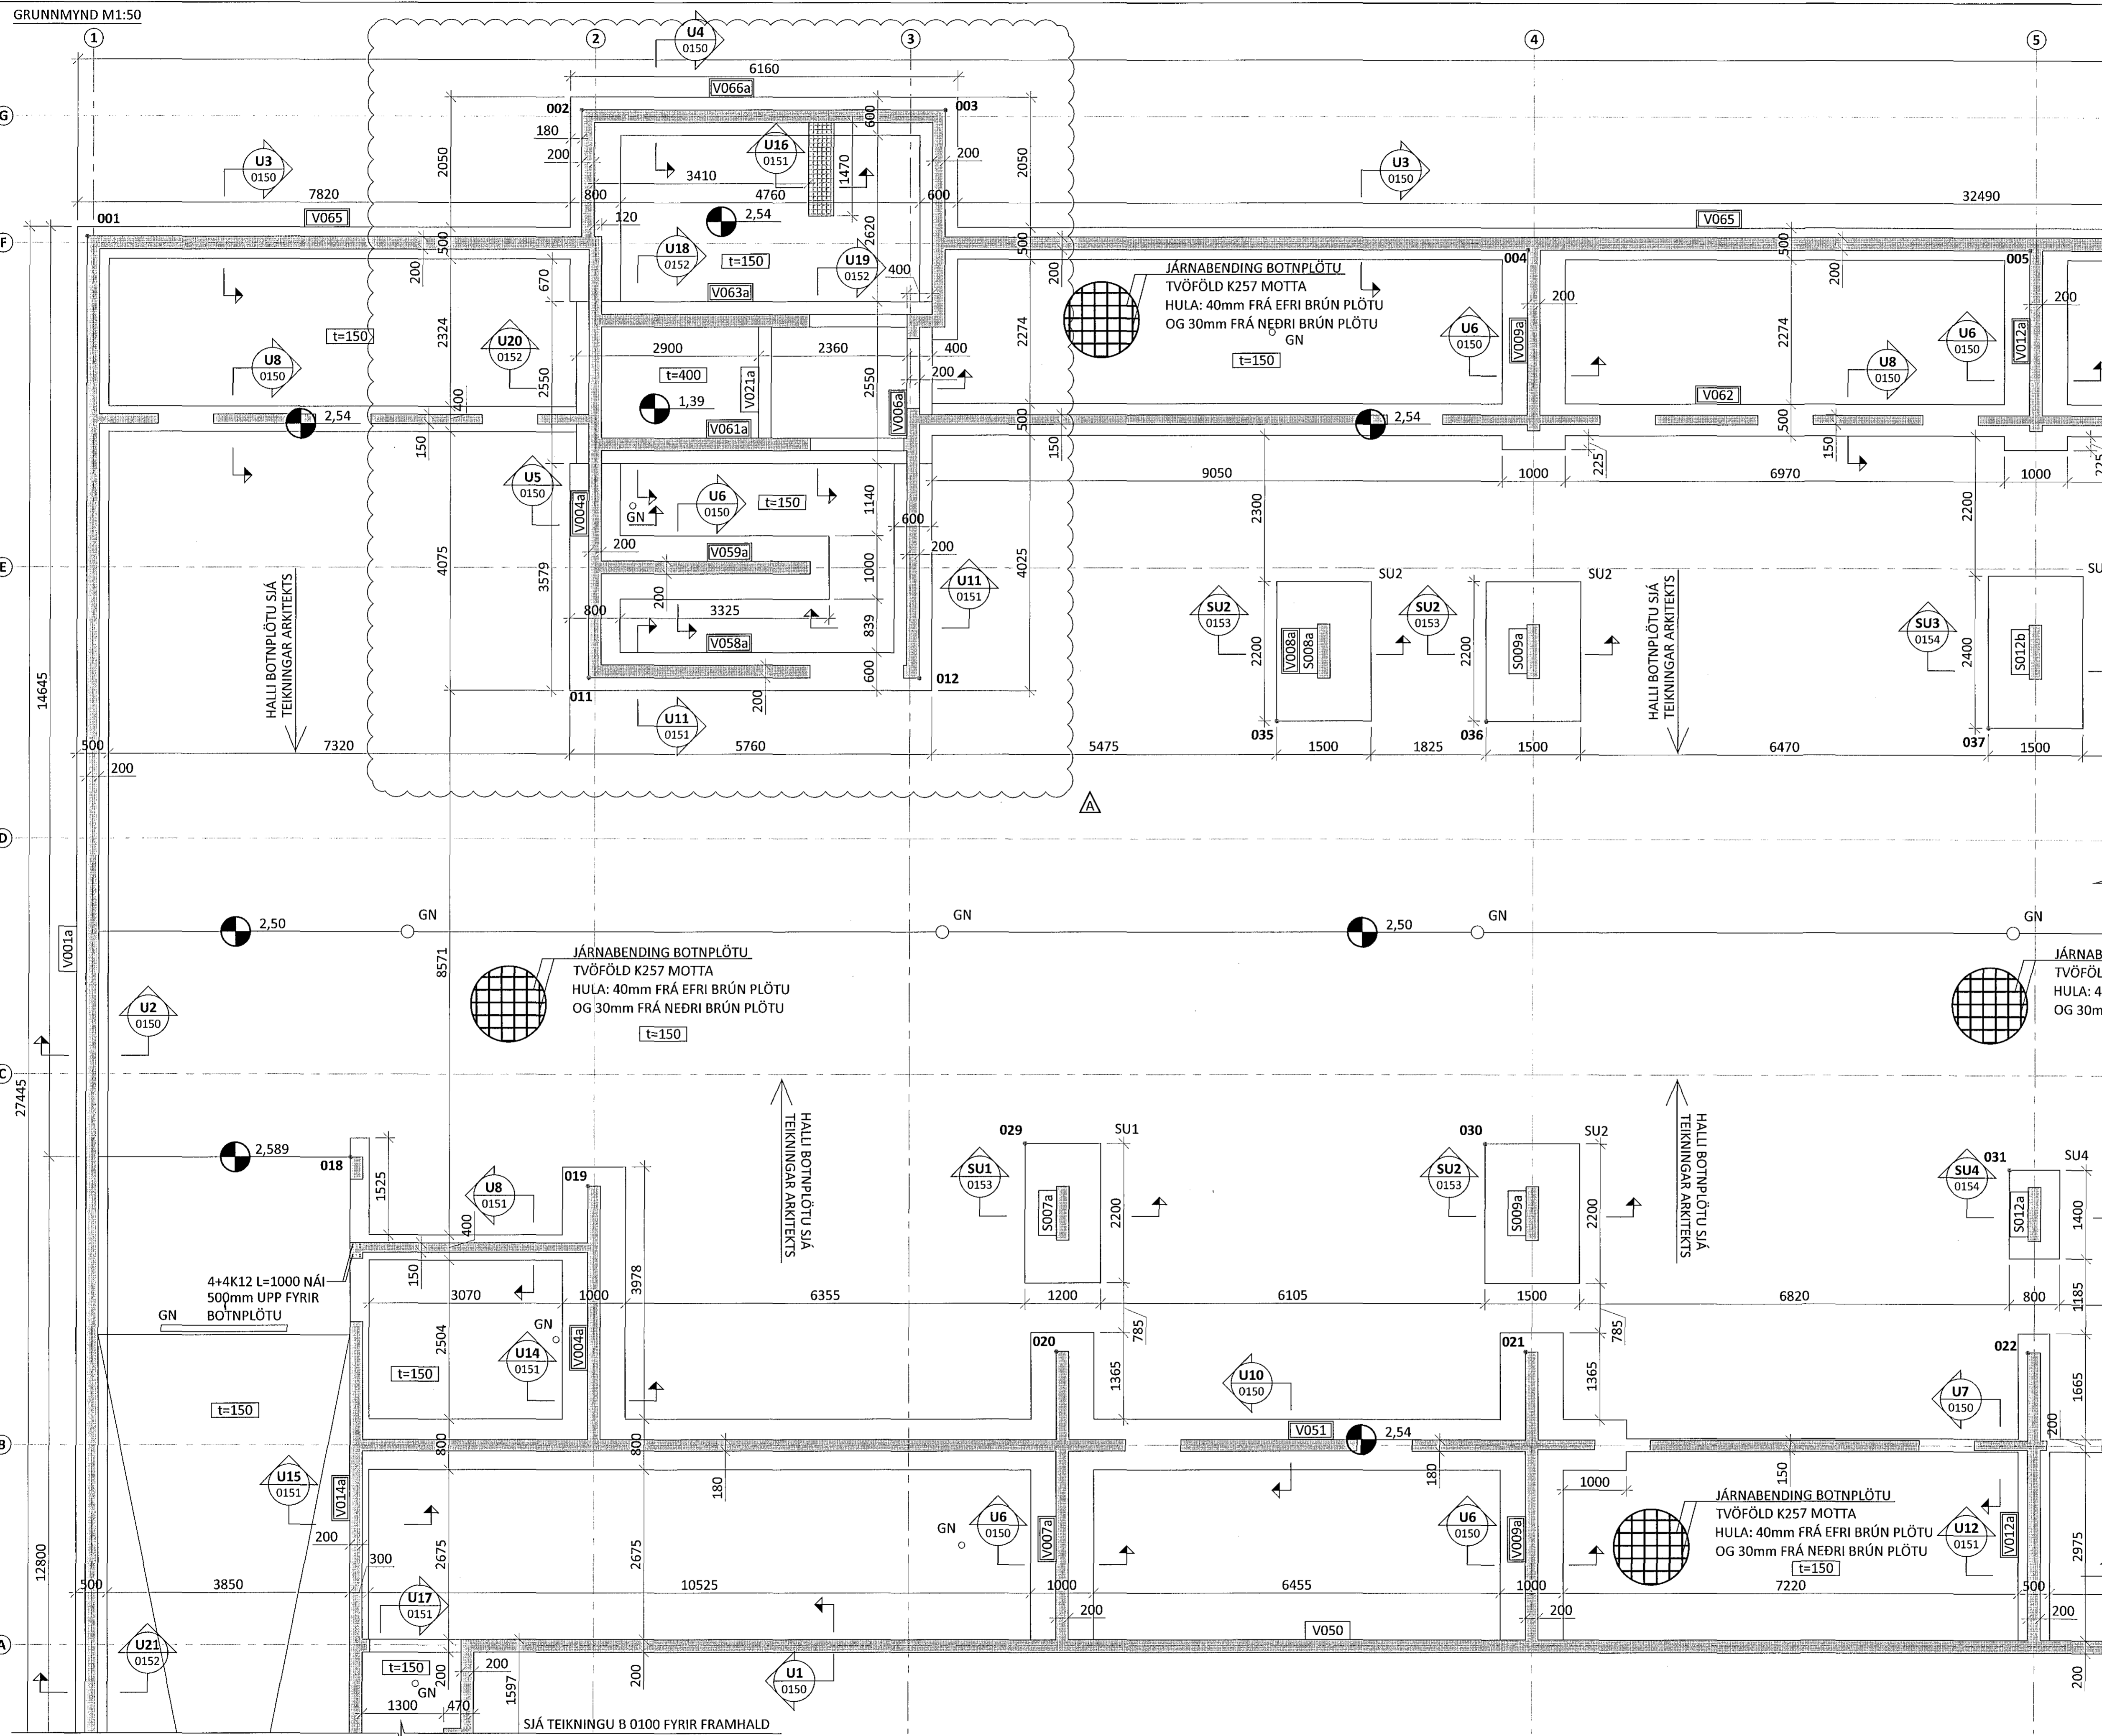 GRUNNMYND M1:50
1
2
3
4
5
U4
0150
6160
V066a
G
002
003
600
180
200
U16
0151
1470
200
2050
2050
U3
0150
U3
0150
3410
7820
800
4760
600
32490
001
V065
120
2,54
V065
F
500
200
670
U18
0152
2620
U19
0152
t=150
400
500
200
004
500
200
005
JÁRNABENDING BOTNPLÖTU
TVÖFÖLD K257 MOTTA
HULA: 40mm FRÁ EFRI BRÚN PLÖTU
OG 30mm FRÁ NEÐRI BRÚN PLÖTU
GN
t=150
V063a
200
200
t=150
2324
U20
0152
2900
2360
400
2274
U6
0150
V009a
2274
U6
0150
V012a
U8
0150
2550
t=400
V021a
2550
200
U8
0150
400
1,39
V006a
V062
2,54
V061a
500
2,54
500
150
150
150
225
225
U5
0150
V004a
GN
U6
0150
t=150
1140
9050
1000
6970
1000
600
2300
2200
200
V059a
200
E
4075
3579
1000
4025
HALLI BOTNPLÖTU SJÁ
TEIKNINGAR ARKITEKTS
200
U11
0151
SU2
SU2
SU
800
3325
839
SU2
0153
SU2
0153
SU3
0154
V058a
2200
V008a
S008a
2200
S009a
HALLI BOTNPLÖTU SJÁ
TEIKNINGAR ARKITEKTS
2400
S012b
600
012
011
200
14645
U11
0151
035
036
037
500
7320
5760
5475
1500
1825
1500
6470
1500
200
A
D
2,50
GN
GN
2,50
GN
GN
V001a
8571
JÁRNABENDING BOTNPLÖTU
TVÖFÖLD K257 MOTTA
HULA: 40mm FRÁ EFRI BRÚN PLÖTU
OG 30mm FRÁ NEÐRI BRÚN PLÖTU
t=150
JÁRNAB
TVÖFÖL
HULA: 4
OG 30m
U2
0150
C
27445
HALLI BOTNPLÖTU SJÁ
TEIKNINGAR ARKITEKTS
HALLI BOTNPLÖTU SJÁ
TEIKNINGAR ARKITEKTS
2,589
018
1525
019
029
SU1
030
SU2
031
SU4
U8
0151
SU1
0153
SU2
0153
SU4
0154
400
S007a
2200
S009a
2200
S012a
1400
150
3978
4+4K12 L=1000 NÁI
500mm UPP FYRIR
BOTNPLÖTU
GN
3070
1000
6355
1200
6105
1500
6820
800
1185
GN
2504
U14
0151
V004a
785
785
020
021
022
t=150
1365
1365
1665
U10
0150
U7
0150
t=150
V051
2,54
200
B
800
800
180
180
150
U15
0151
V014a
1000
JÁRNABENDING BOTNPLÖTU
TVÖFÖLD K257 MOTTA
HULA: 40mm FRÁ EFRI BRÚN PLÖTU
OG 30mm FRÁ NEÐRI BRÚN PLÖTU
t=150
GN
U6
0150
V007a
U6
0150
V009a
U12
0151
V012a
200
300
2675
2675
2975
12800
500
3850
10525
1000
6455
1000
7220
500
U17
0151
200
200
200
V050
A
U21
0152
t=150
GN
200
200
1597
200
U1
0150
200
1300
470
SJÁ TEIKNINGU B 0100 FYRIR FRAMHALD